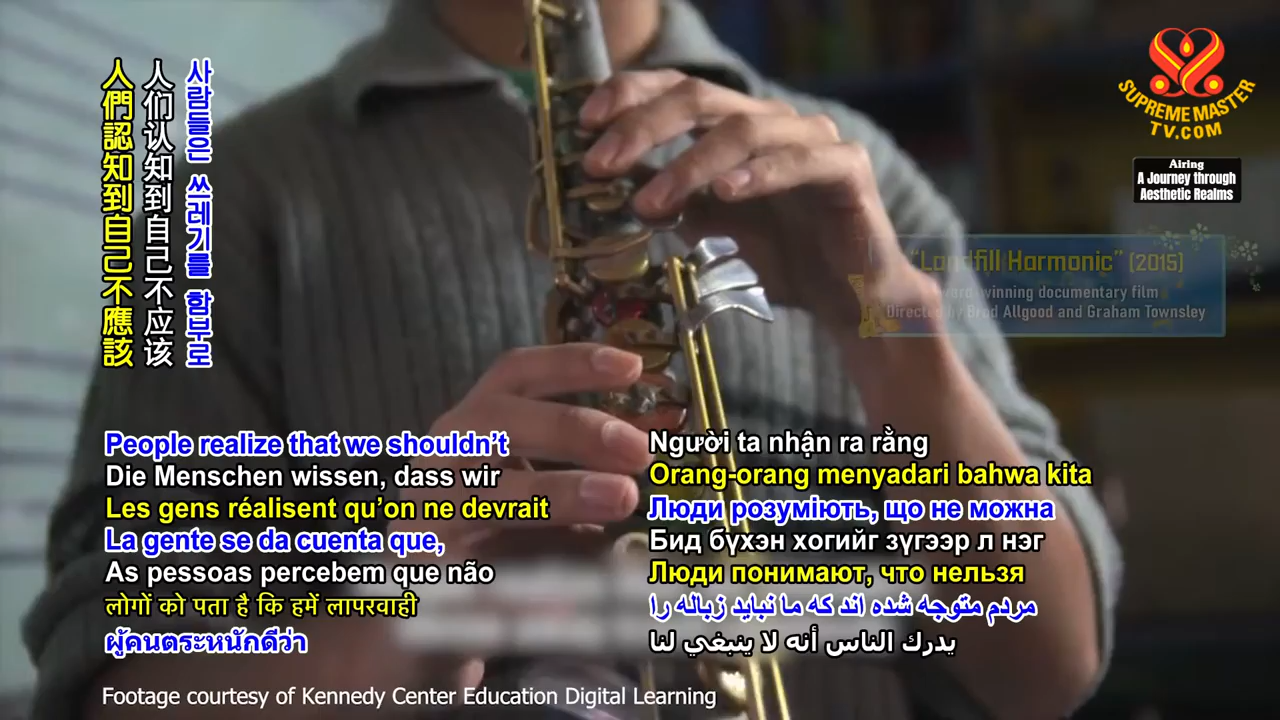 人們認知到自己不應該
人们认知到自己不应该
사람들은 쓰레기를 함부로
SUPREME MASTER
TV.COM
Airing
A Journey through
Aesthetic Realms
"Landfill Harmonic" (2015)
winning documentary film
Directed by Brad Allgood and Graham Townsley
People realize that we shouldn't
Die Menschen wissen, dass wir
Les gens réalisent qu'on ne devrait
La gente se da cuenta que,
As pessoas percebem que não
लोगों को पता है कि हमें लापरवाही
ผู้คนตระหนักดีว่า
Người ta nhận ra rằng
Orang-orang menyadari bahwa kita
Люди розуміють, що не можна
Бид бүхэн хогийг зүгээр л нэг
Люди понимают, что нельзя
مردم متوجه شده اند که ما نباید زباله را
يدرك الناس أنه لا ينبغي لنا
Footage courtesy of Kennedy Center Education Digital Learning